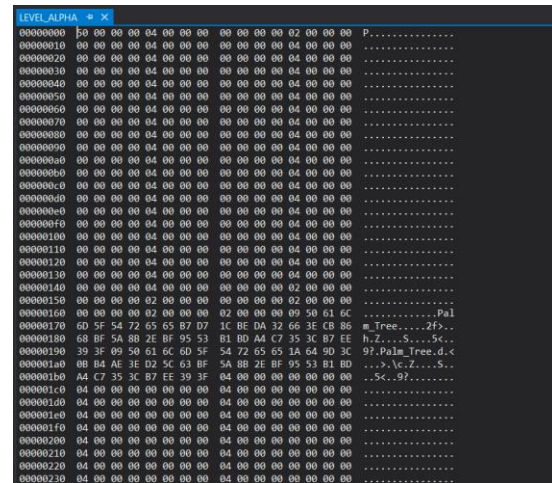 LEVEL_ALPHA
00000000 50 00 00 00 04 00 00 00 00 00 00 00 02 00 00 00 P...............
00000010 00 00 00 00 04 00 00 00 00 00 00 00 04 00 00 00 ................
00000020 00 00 00 00 04 00 00 00 00 00 00 00 04 00 00 00 ................
00000030 00 00 00 00 04 00 00 00 00 00 00 00 04 00 00 00 ................
00000040 00 00 00 00 04 00 00 00 00 00 00 00 04 00 00 00 ................
00000050 00 00 00 00 04 00 00 00 00 00 00 00 04 00 00 00 ................
00000060 00 00 00 00 04 00 00 00 00 00 00 00 04 00 00 00 ................
00000070 00 00 00 00 04 00 00 00 00 00 00 00 04 00 00 00 ................
00000080 00 00 00 00 04 00 00 00 00 00 00 00 04 00 00 00 ................
00000090 00 00 00 00 04 00 00 00 00 00 00 00 04 00 00 00 ................
000000a0 00 00 00 00 04 00 00 00 00 00 00 00 04 00 00 00 ................
000000b0 00 00 00 00 04 00 00 00 00 00 00 00 04 00 00 00 ................
000000c0 00 00 00 00 04 00 00 00 00 00 00 00 04 00 00 00 ................
000000d0 00 00 00 00 04 00 00 00 00 00 00 00 04 00 00 00 ................
000000e0 00 00 00 00 04 00 00 00 00 00 00 00 04 00 00 00 ................
000000f0 00 00 00 00 04 00 00 00 00 00 00 00 04 00 00 00 ................
00000100 00 00 00 00 04 00 00 00 00 00 00 00 04 00 00 00 ................
00000110 00 00 00 00 04 00 00 00 00 00 00 00 04 00 00 00 ................
00000120 00 00 00 00 04 00 00 00 00 00 00 00 04 00 00 00 ................
00000130 00 00 00 00 04 00 00 00 00 00 00 00 04 00 00 00 ................
00000140 00 00 00 00 04 00 00 00 00 00 00 00 02 00 00 00 ................
00000150 00 00 00 00 02 00 00 00 00 00 00 00 02 00 00 00 ................
00000160 00 00 00 00 02 00 00 00 02 00 00 00 09 50 61 6C .............Pal
00000170 6D 5F 54 72 65 65 B7 D7 1C BE DA 32 66 3E CB 86 m_Tree.....2f>..
00000180 68 BF 5A 8B 2E BF 95 53 B1 BD A4 C7 35 3C B7 EE h.Z....S....5<..
00000190 39 3F 09 50 61 6C 6D 5F 54 72 65 65 1A 64 9D 3C 9?.Palm_Tree.d.<
000001a0 0B B4 AE 3E D2 5C 63 BF 5A 8B 2E BF 95 53 B1 BD ...>.\c.Z....S..
000001b0 A4 C7 35 3C B7 EE 39 3F 04 00 00 00 00 00 00 00 ..5<..9?........
000001c0 04 00 00 00 00 00 00 00 04 00 00 00 00 00 00 00 ................
000001d0 04 00 00 00 00 00 00 00 04 00 00 00 00 00 00 00 ................
000001e0 04 00 00 00 00 00 00 00 04 00 00 00 00 00 00 00 ................
000001f0 04 00 00 00 00 00 00 00 04 00 00 00 00 00 00 00 ................
00000200 04 00 00 00 00 00 00 00 04 00 00 00 00 00 00 00 ................
00000210 04 00 00 00 00 00 00 00 04 00 00 00 00 00 00 00 ................
00000220 04 00 00 00 00 00 00 00 04 00 00 00 00 00 00 00 ................
00000230 04 00 00 00 00 00 00 00 04 00 00 00 00 00 00 00 ................